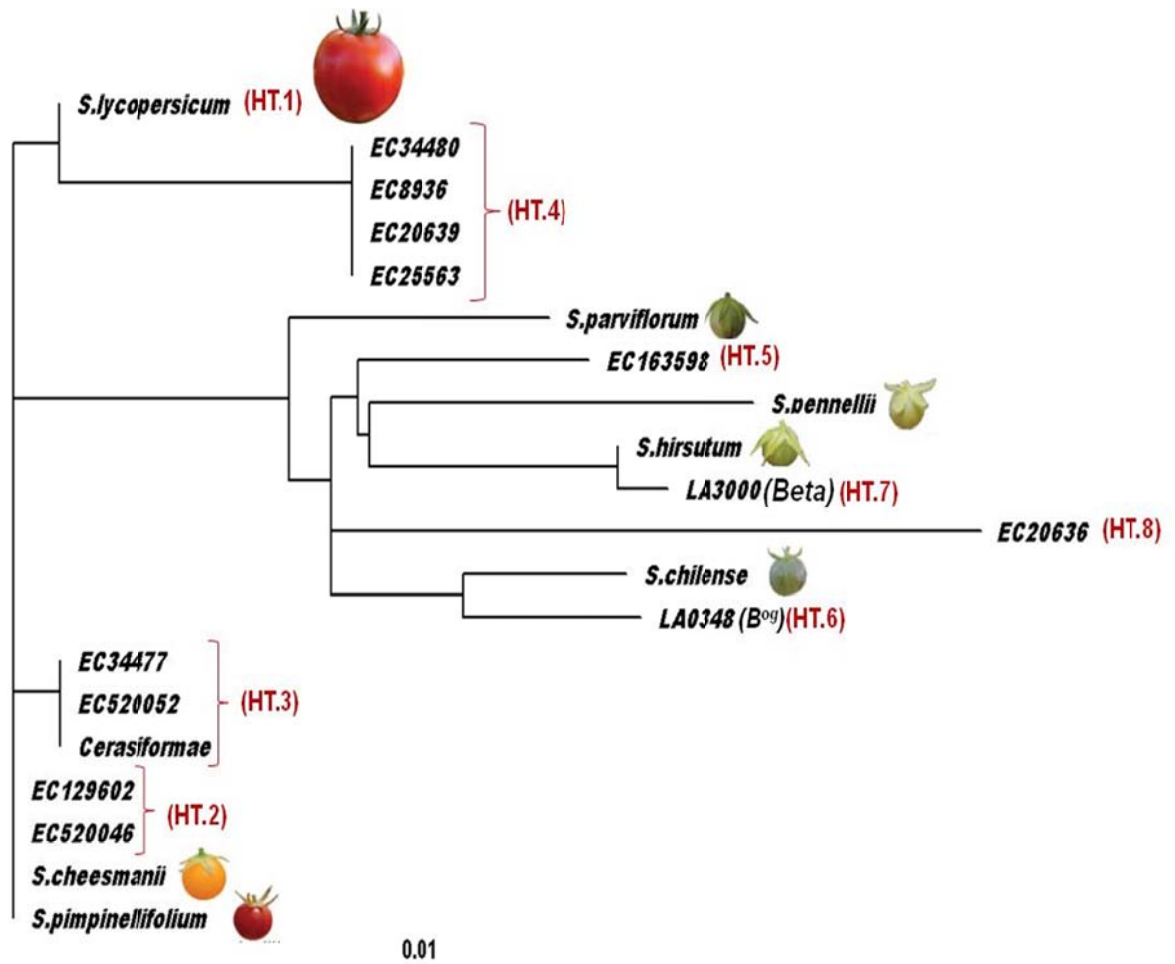 S.lycopersicum (HT.1)
EC34480
EC8936
(HT.4)
EC20639
EC25563
S.parviflorum
EC163598 (HT.5)
S.pennellii
S.hirsutum
LA3000(Beta) (HT.7)
EC20636 (HT.8)
S.chilense
LA0348(Bog)(HT.6)
EC34477
EC520052 (HT.3)
Cerasiformae
EC129602
(HT.2)
EC520046
S.cheesmanii
S.pimpinellifolium
0.01